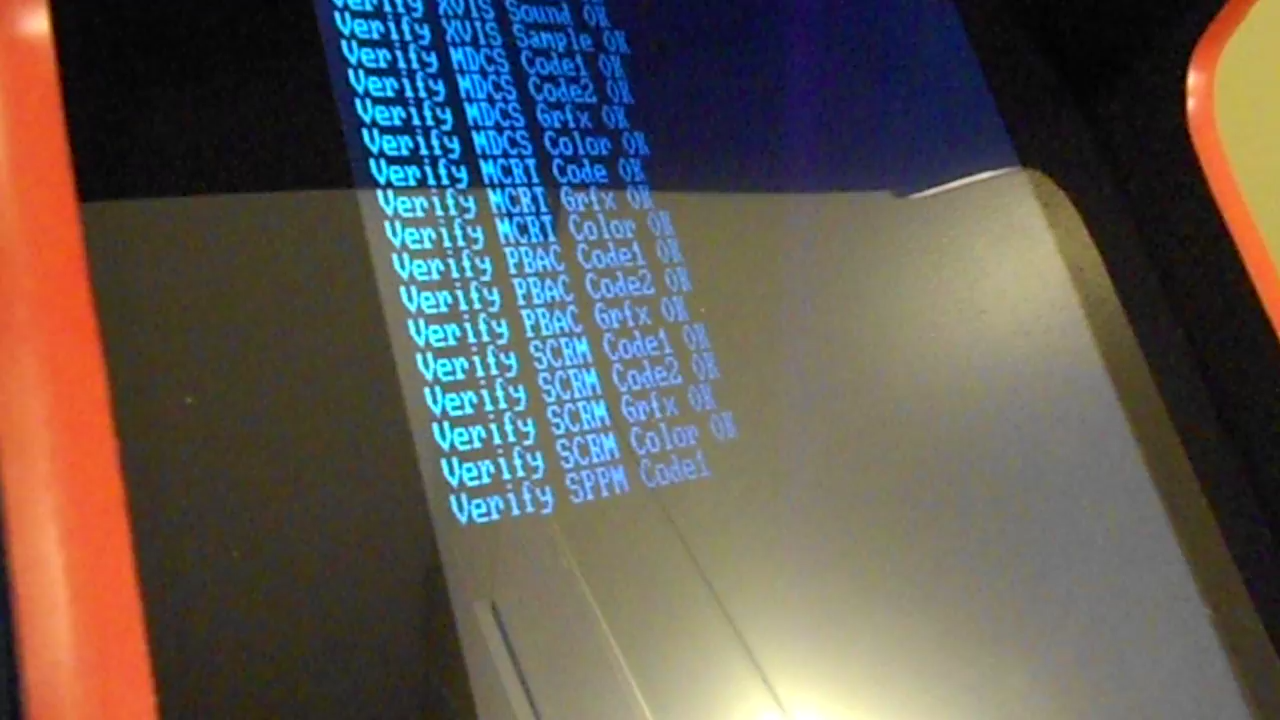 Verify XVIS Sound OK
Verify XVIS Sample OK
Verify MDCS Code1 OK
Verify MDCS Code2 OK
Verify MDCS Grfx OK
Verify MDCS Color OK
Verify MCRT Code OK
Verify MCRT Grfx OK
Verify MCRT Color OK
Verify PBAC Code1 OK
Verify PBAC Code2 OK
Verify PBAC Grfx OK
Verify SCRM Code1 OK
Verify SCRM Code2 OK
Verify SCRM Grfx OK
Verify SCRM Color OK
Verify SPPM Code1